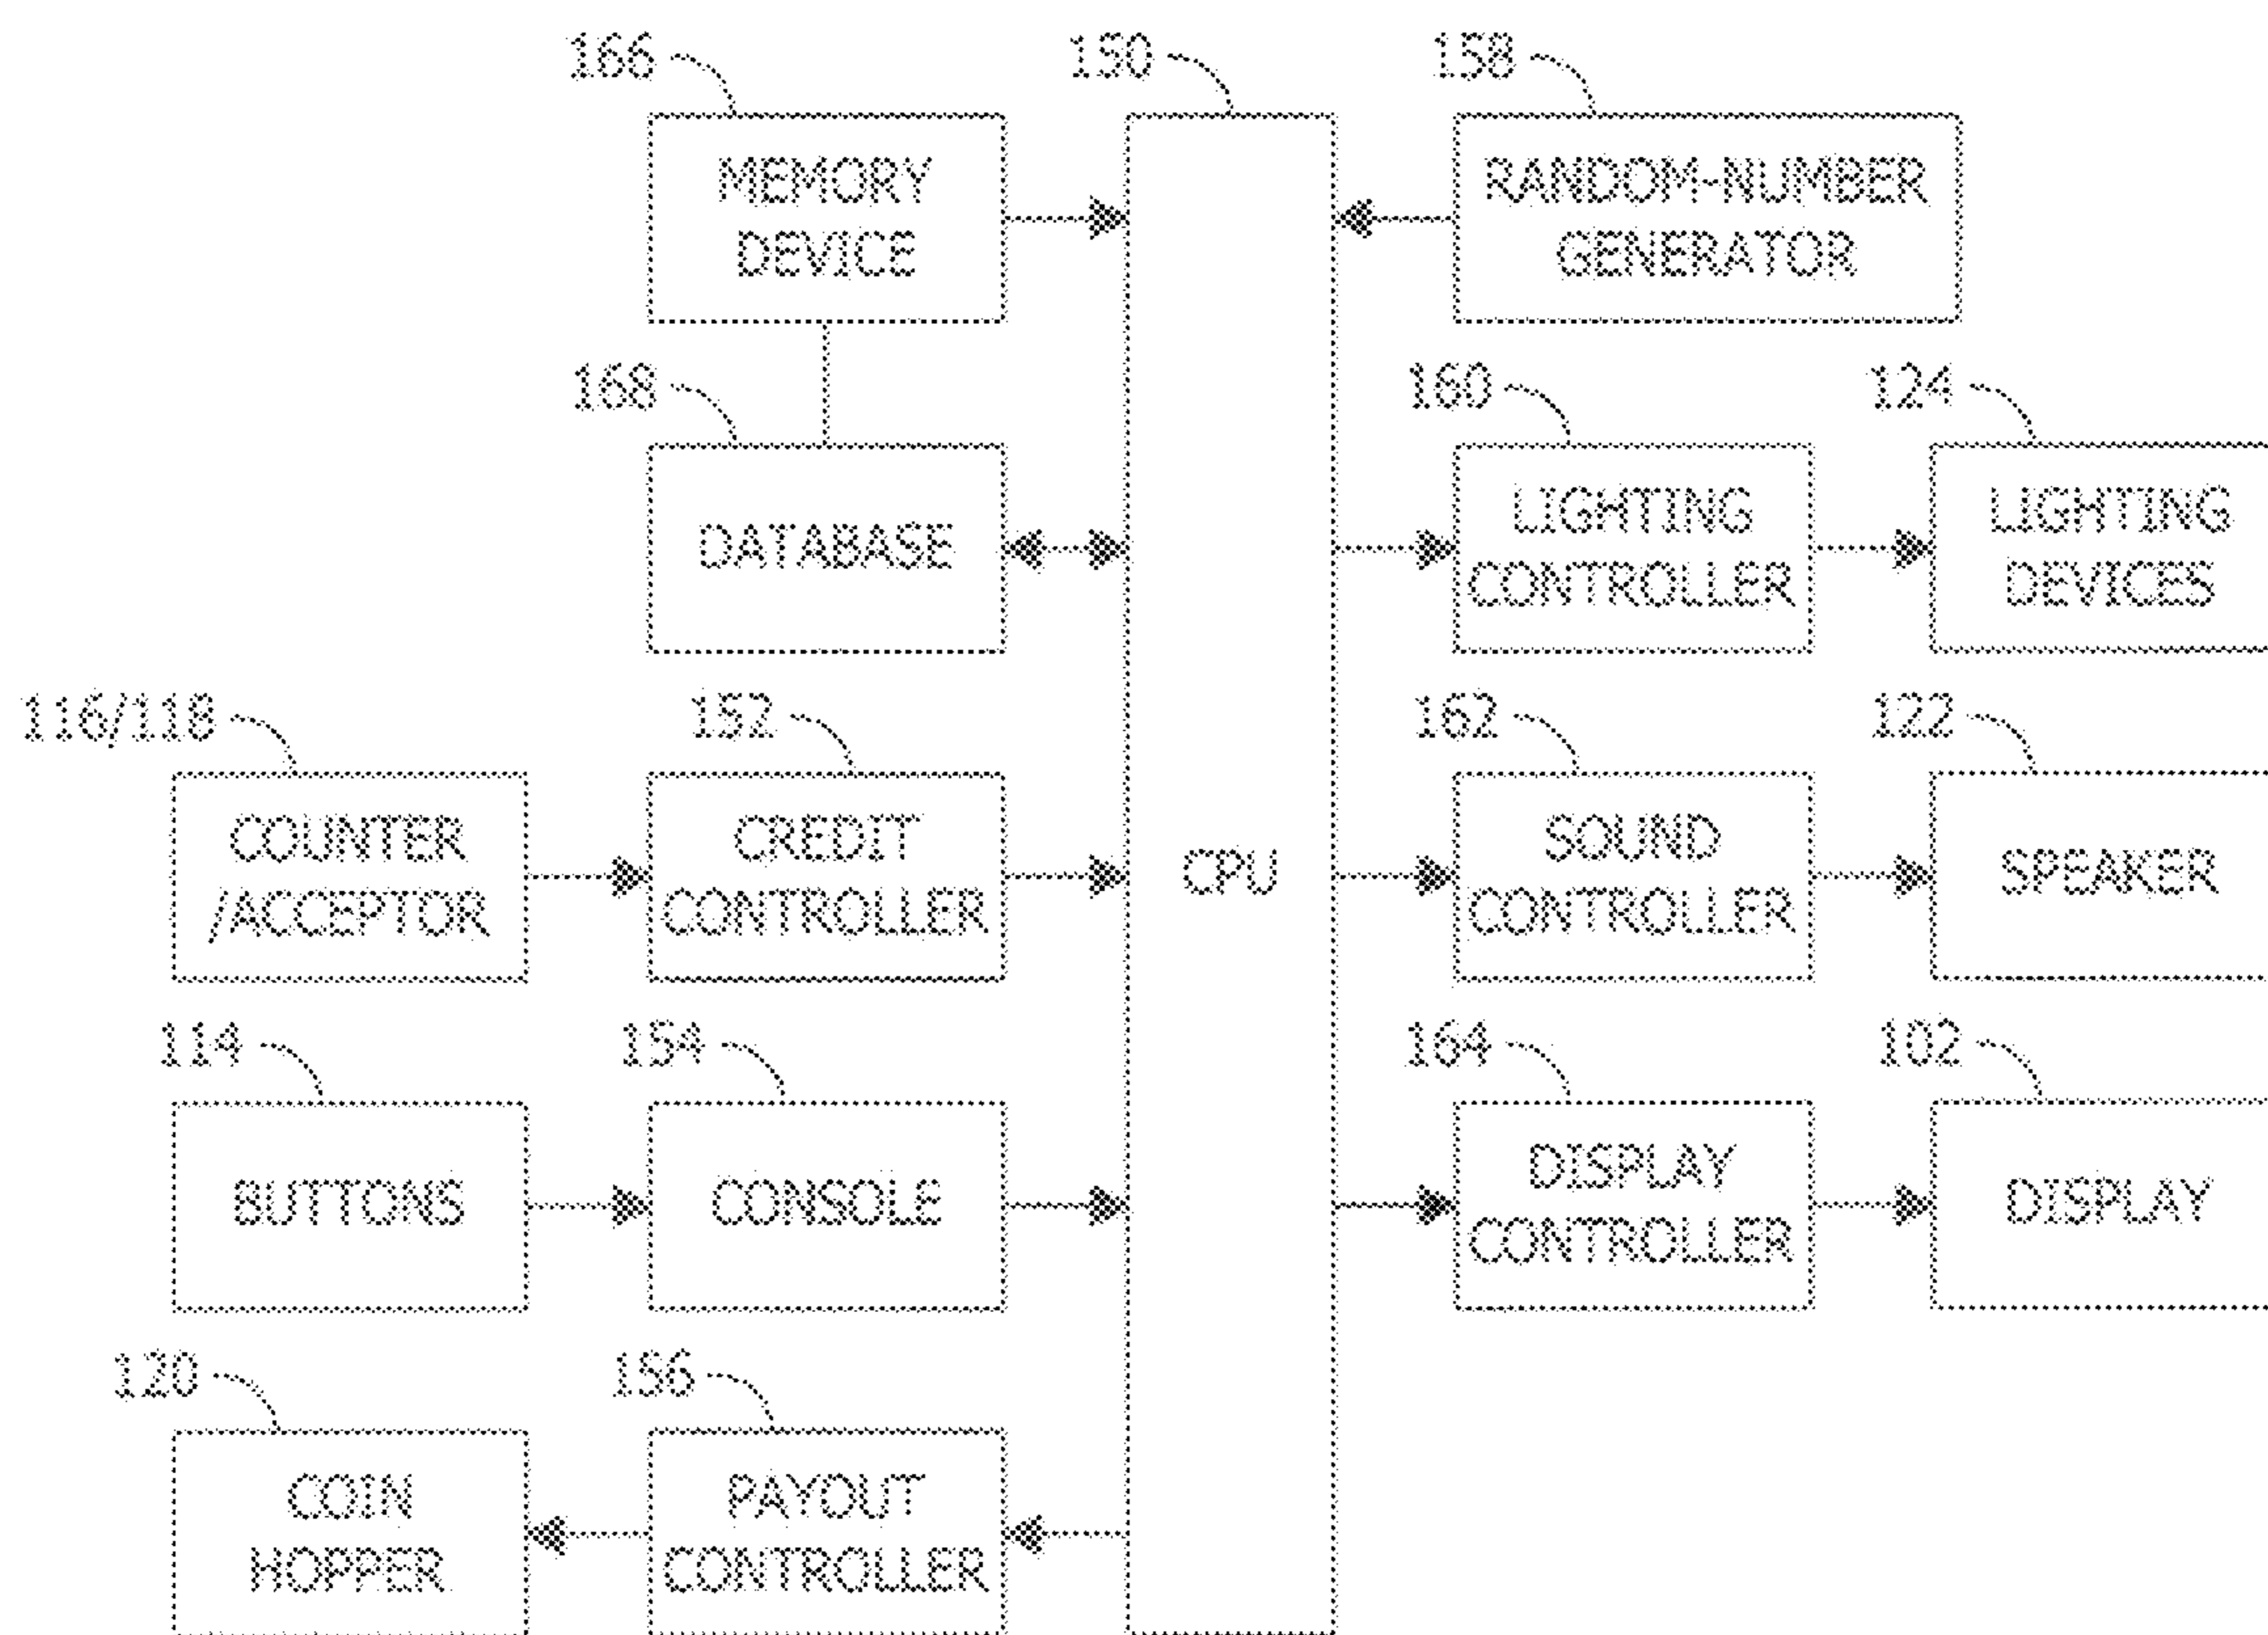 166
150
158
MEMORY
DEVICE
RANDOM-NUMBER
GENERATOR
168
160
124
DATABASE
LIGHTING
CONTROLLER
LIGHTING
DEVICES
116/118
152
162
122
COUNTER
/ACCEPTOR
CREDIT
CONTROLLER
CPU
SOUND
CONTROLLER
SPEAKER
114
154
164
102
BUTTONS
CONSOLE
DISPLAY
CONTROLLER
DISPLAY
120
156
COIN
HOPPER
PAYOUT
CONTROLLER